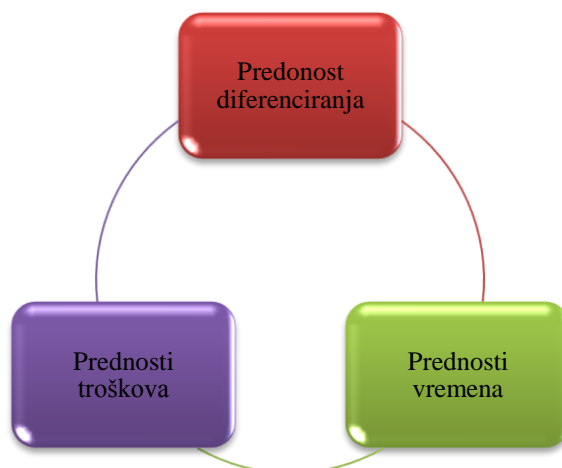 Predonost
diferenciranja
Prednosti
troškova
Prednosti
vremena